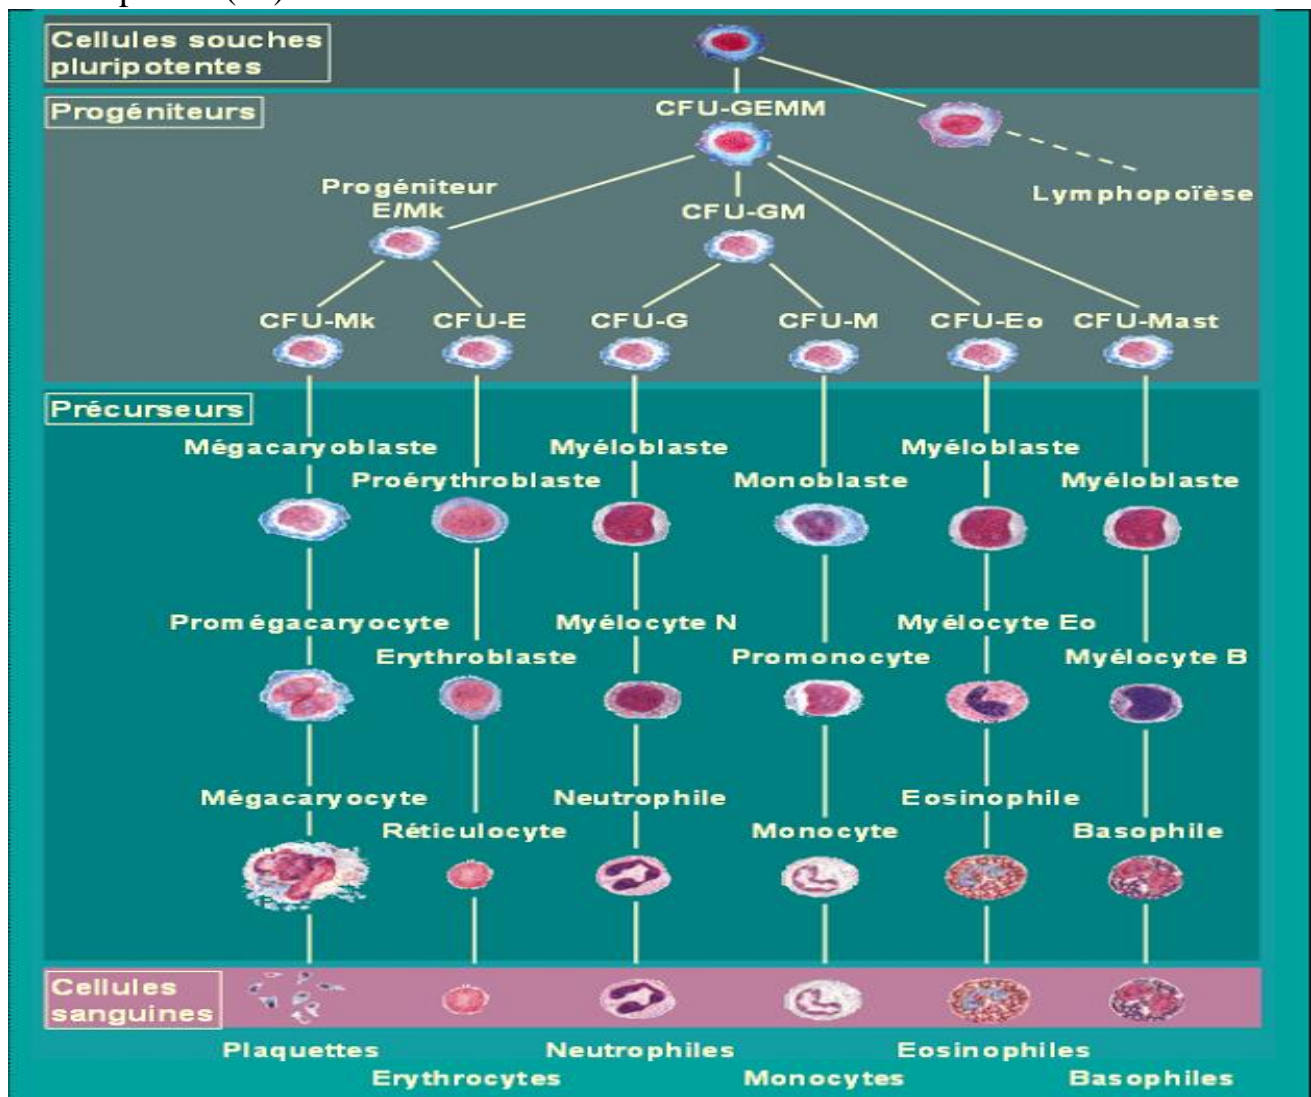 Cellules souches
pluripotentes
Progéniteurs
CFU-GEMM
Lymphopoïèse
Progéniteur
E/Mk
CFU-GM
CFU-Mk CFU-E CFU-G CFU-M CFU-Eo CFU-Mast
Précurseurs
Mégacaryoblaste Myéloblaste Myéloblaste
Proérythroblaste Monoblaste Myéloblaste
Promégacaryocyte Myélocyte N Myélocyte Eo
Erythroblaste Promonocyte Myélocyte B
Mégacaryocyte Neutrophile Eosinophile
Réticulocyte Monocyte Basophile
Cellules
sanguines
Plaquettes Neutrophiles Eosinophiles
Erythrocytes Monocytes Basophiles